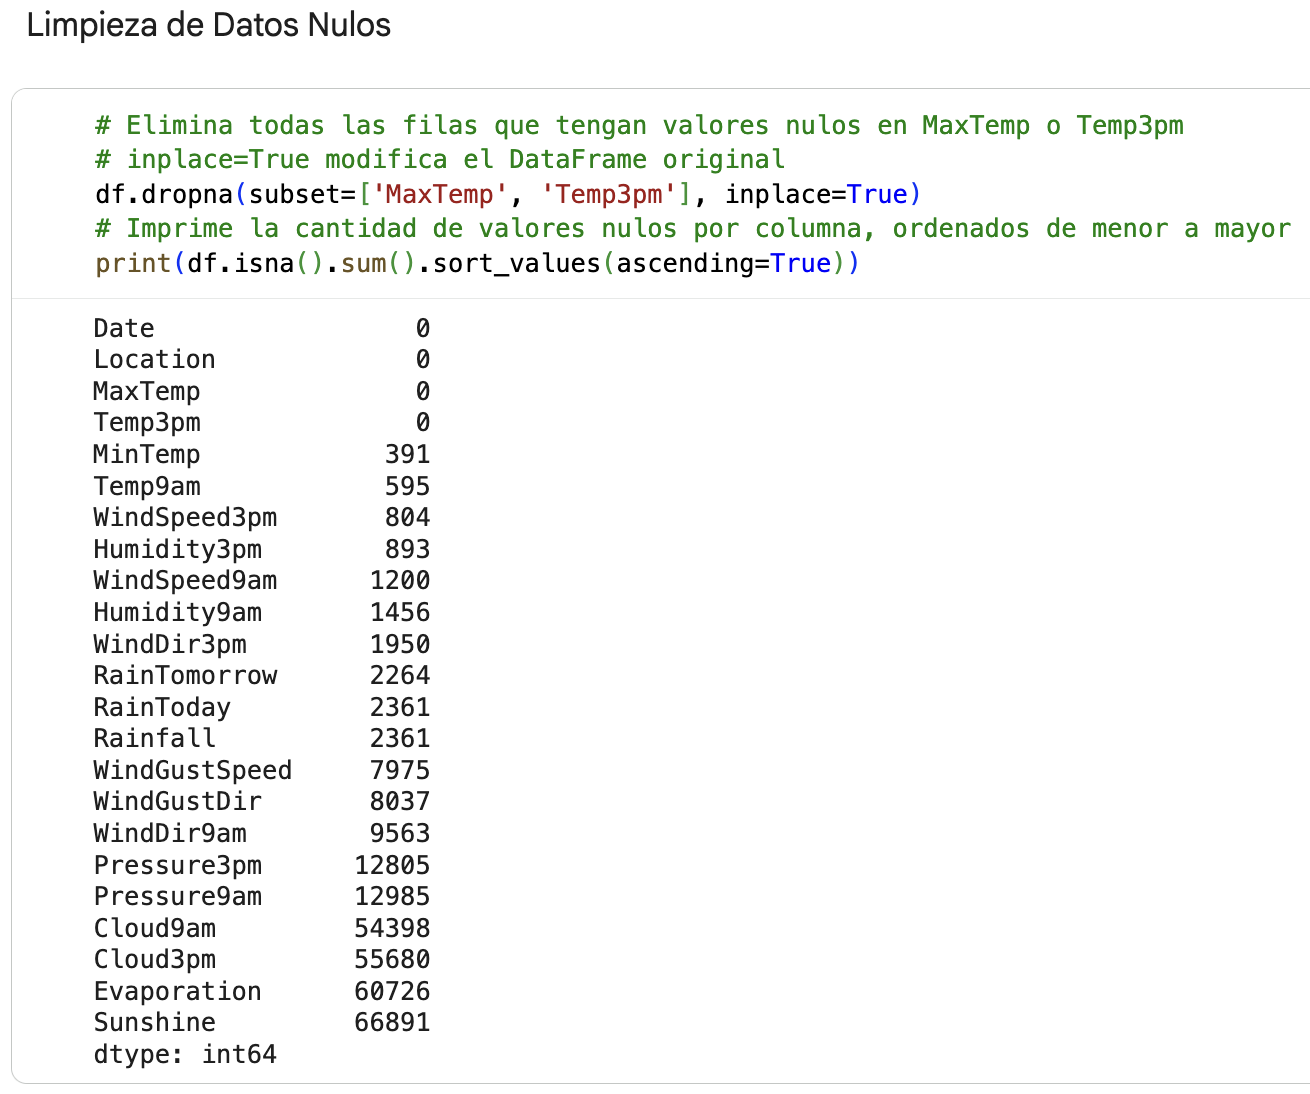 Limpieza de Datos Nulos
# Elimina todas las filas que tengan valores nulos en MaxTemp o Temp3pm
# inplace=True modifica el DataFrame original
df.dropna(subset=['MaxTemp', 'Temp3pm'], inplace=True)
# Imprime la cantidad de valores nulos por columna, ordenados de menor a mayor
print(df.isna().sum().sort_values(ascending=True))
Date 0
Location 0
MaxTemp 0
Temp3pm 0
MinTemp 391
Temp9am 595
WindSpeed3pm 804
Humidity3pm 893
WindSpeed9am 1200
Humidity9am 1456
WindDir3pm 1950
RainTomorrow 2264
RainToday 2361
Rainfall 2361
WindGustSpeed 7975
WindGustDir 8037
WindDir9am 9563
Pressure3pm 12805
Pressure9am 12985
Cloud9am 54398
Cloud3pm 55680
Evaporation 60726
Sunshine 66891
dtype: int64